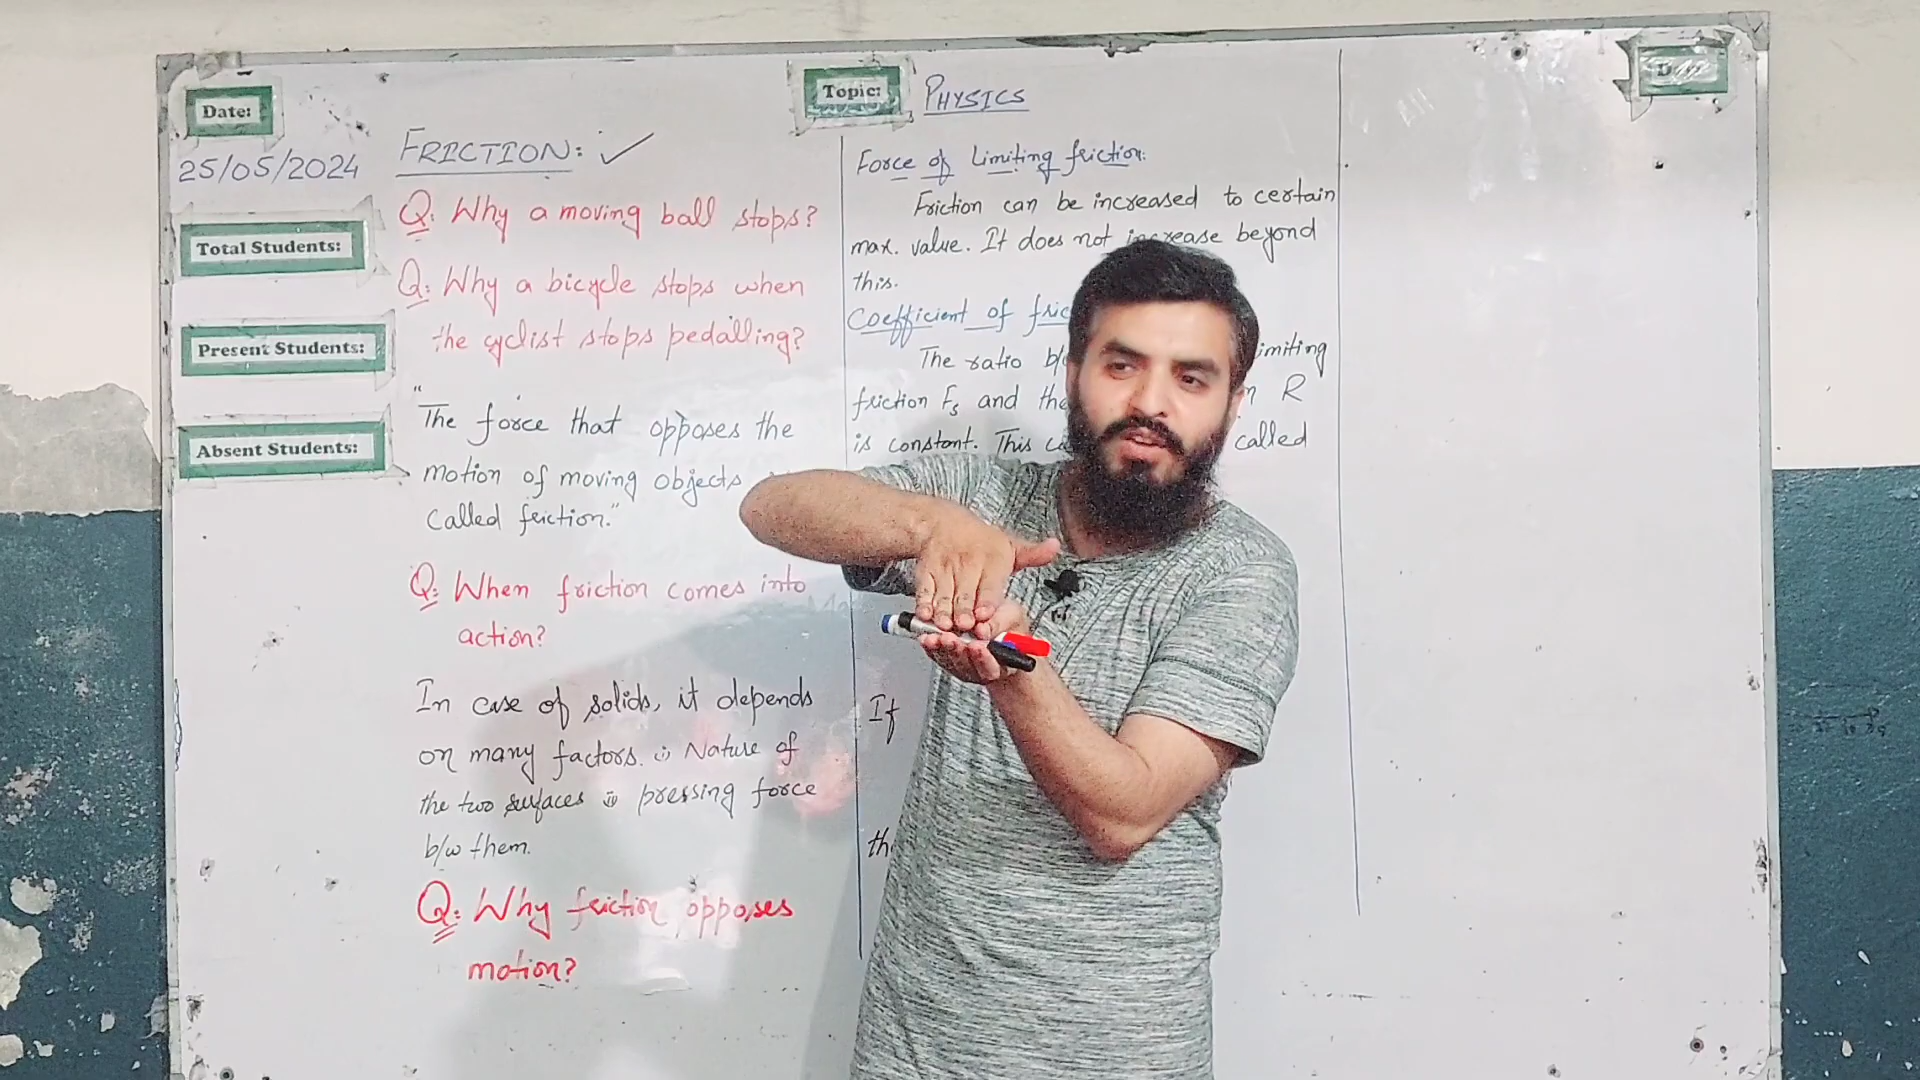 Date:
25/05/2024
Total Students:
Present Students:
Absent Students:
Topic: PHYSICS
FRICTION: ✓
Q: Why a moving ball stops?
Q: Why a bicycle stops when
the cyclist stops pedalling?
"The force that opposes the
motion of moving objects
called friction."
Q: When friction comes into
action?
In case of solids, it depends
on many factors. (i) Nature of
the two surfaces (ii) pressing force
b/w them.
Q: Why friction opposes
motion?
Force of Limiting friction:
Friction can be increased to certain
max. value. It does not increase beyond
this.
Coefficient of fric
The ratio b/ imiting
friction Fs and the n R
is constant. This called
If